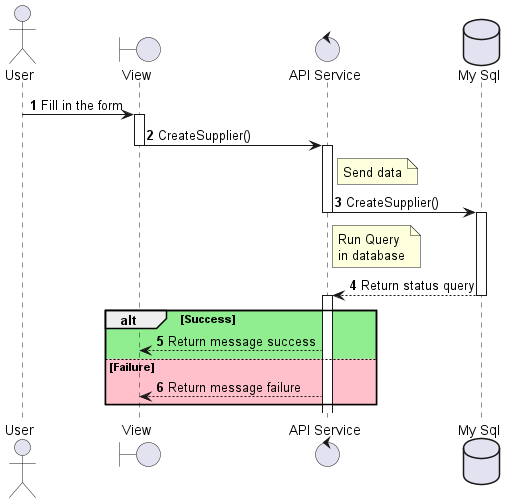 User
View
API Service
My Sql
1 Fill in the form
2 CreateSupplier()
Send data
3 CreateSupplier()
Run Query
in database
4 Return status query
alt [Success]
5 Return message success
[Failure]
6 Return message failure
User
View
API Service
My Sql